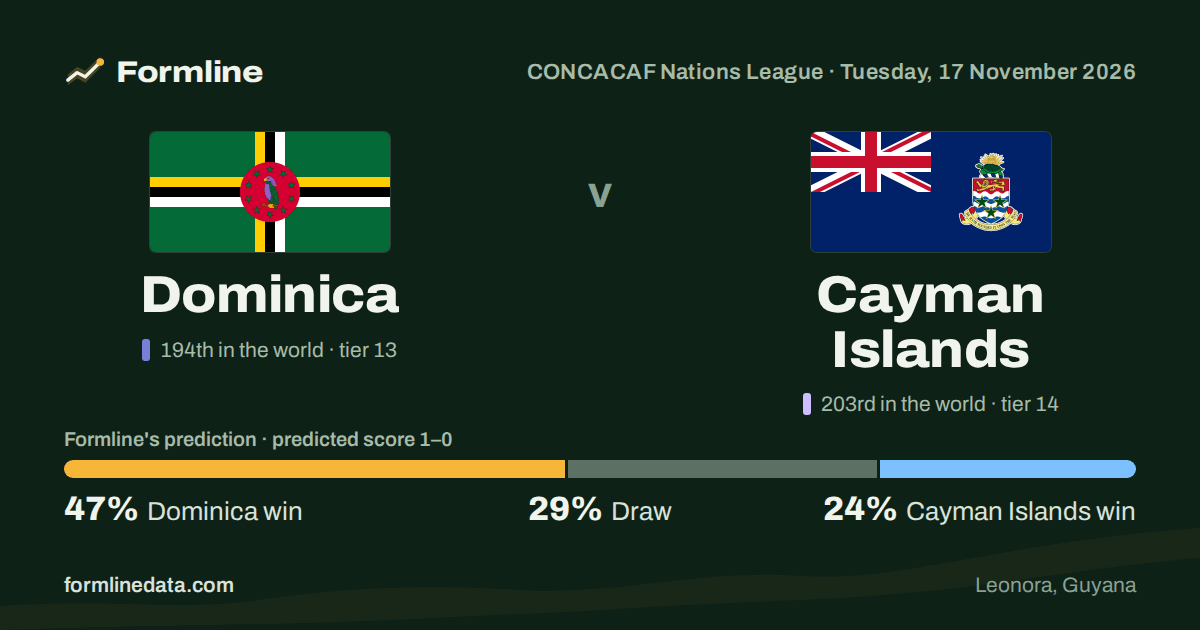 Formline
CONCACAF Nations League · Tuesday, 17 November 2026
v
Dominica
194th in the world · tier 13
Cayman
Islands
203rd in the world · tier 14
Formline's prediction · predicted score 1–0
47% Dominica win
29% Draw
24% Cayman Islands win
formlinedata.com
Leonora, Guyana